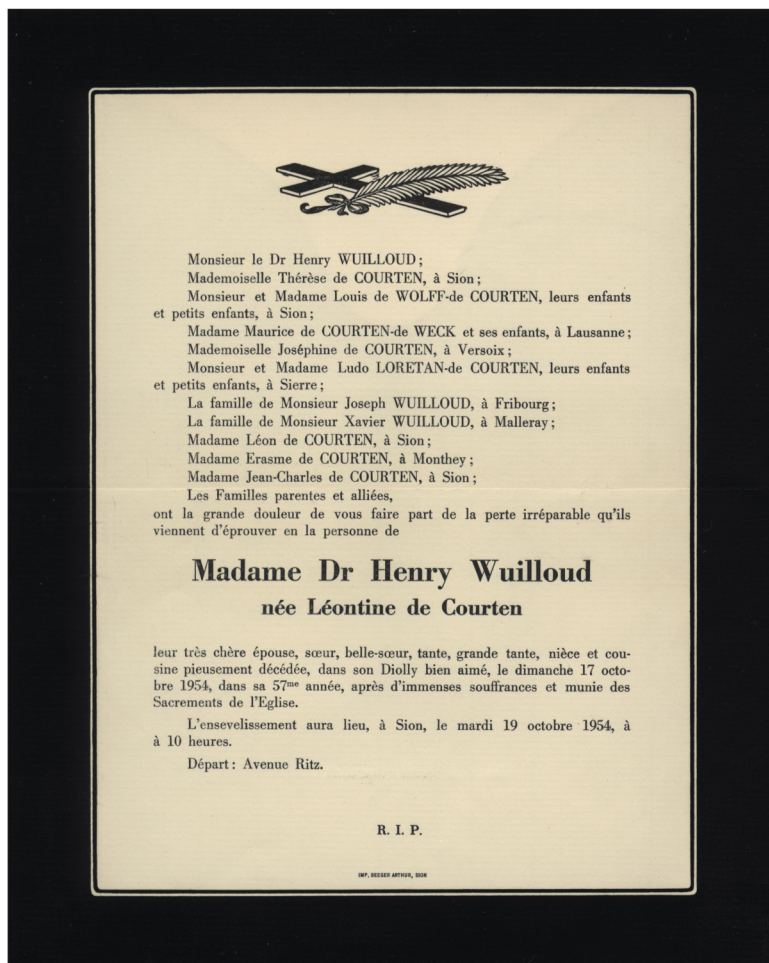 Monsieur le Dr Henry WUILLOUD ;
Mademoiselle Thérèse de COURTEN, à Sion ;
Monsieur et Madame Louis de WOLFF-de COURTEN, leurs enfants
et petits enfants, à Sion ;
Madame Maurice de COURTEN-de WECK et ses enfants, à Lausanne ;
Mademoiselle Joséphine de COURTEN, à Versoix ;
Monsieur et Madame Ludo LORETAN-de COURTEN, leurs enfants
et petits enfants, à Sierre ;
La famille de Monsieur Joseph WUILLOUD, à Fribourg ;
La famille de Monsieur Xavier WUILLOUD, à Malleray ;
Madame Léon de COURTEN, à Sion ;
Madame Erasme de COURTEN, à Monthey ;
Madame Jean-Charles de COURTEN, à Sion ;
Les Familles parentes et alliées,
ont la grande douleur de vous faire part de la perte irréparable qu'ils
viennent d'éprouver en la personne de
Madame Dr Henry Wuilloud
née Léontine de Courten
leur très chère épouse, sœur, belle-sœur, tante, grande tante, nièce et cou-
sine pieusement décédée, dans son Diolly bien aimé, le dimanche 17 octo-
bre 1954, dans sa 57me année, après d'immenses souffrances et munie des
Sacrements de l'Eglise.
L'ensevelissement aura lieu, à Sion, le mardi 19 octobre 1954, à
à 10 heures.
Départ : Avenue Ritz.
R. I. P.
IMP. BEEGER ARTHUR, SION